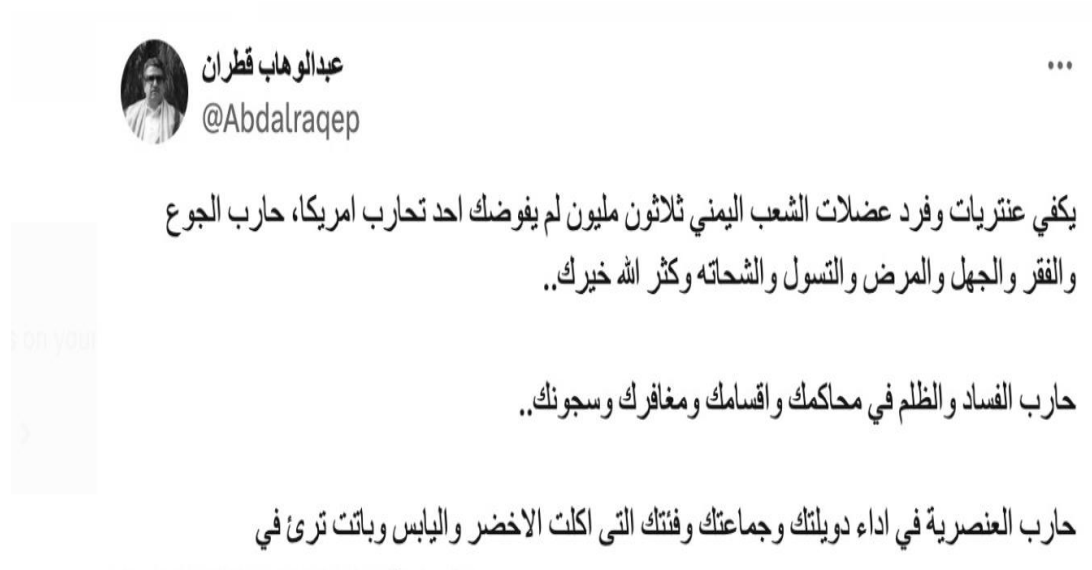 عبدالوهاب قطران
@Abdalraqep
يكفي عنتريات وفرد عضلات الشعب اليمني ثلاثون مليون لم يفوضك احد تحارب امريكا، حارب الجوع
والفقر والجهل والمرض والتسول والشحاته وكثر الله خيرك..
حارب الفساد والظلم في محاكمك واقسامك ومغافرك وسجونك..
s on your
حارب العنصرية في اداء دويلتك وجماعتك وفئتك التى اكلت الاخضر واليابس وباتت ترئ في